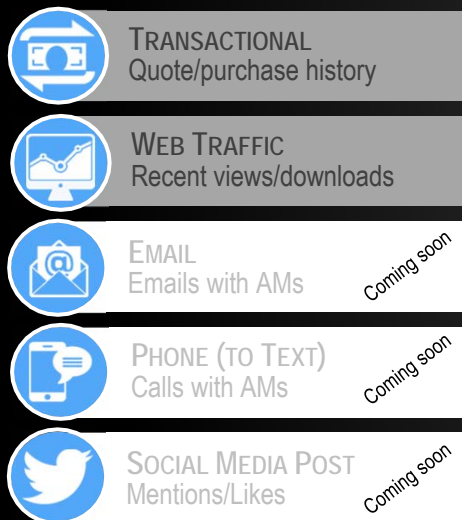 TRANSACTIONAL
Quote/purchase history
WEB TRAFFIC
Recent views/downloads
EMAIL
Emails with AMs
Coming soon
PHONE (TO TEXT)
Calls with AMs
Coming soon
SOCIAL MEDIA POST
Mentions/Likes
Coming soon